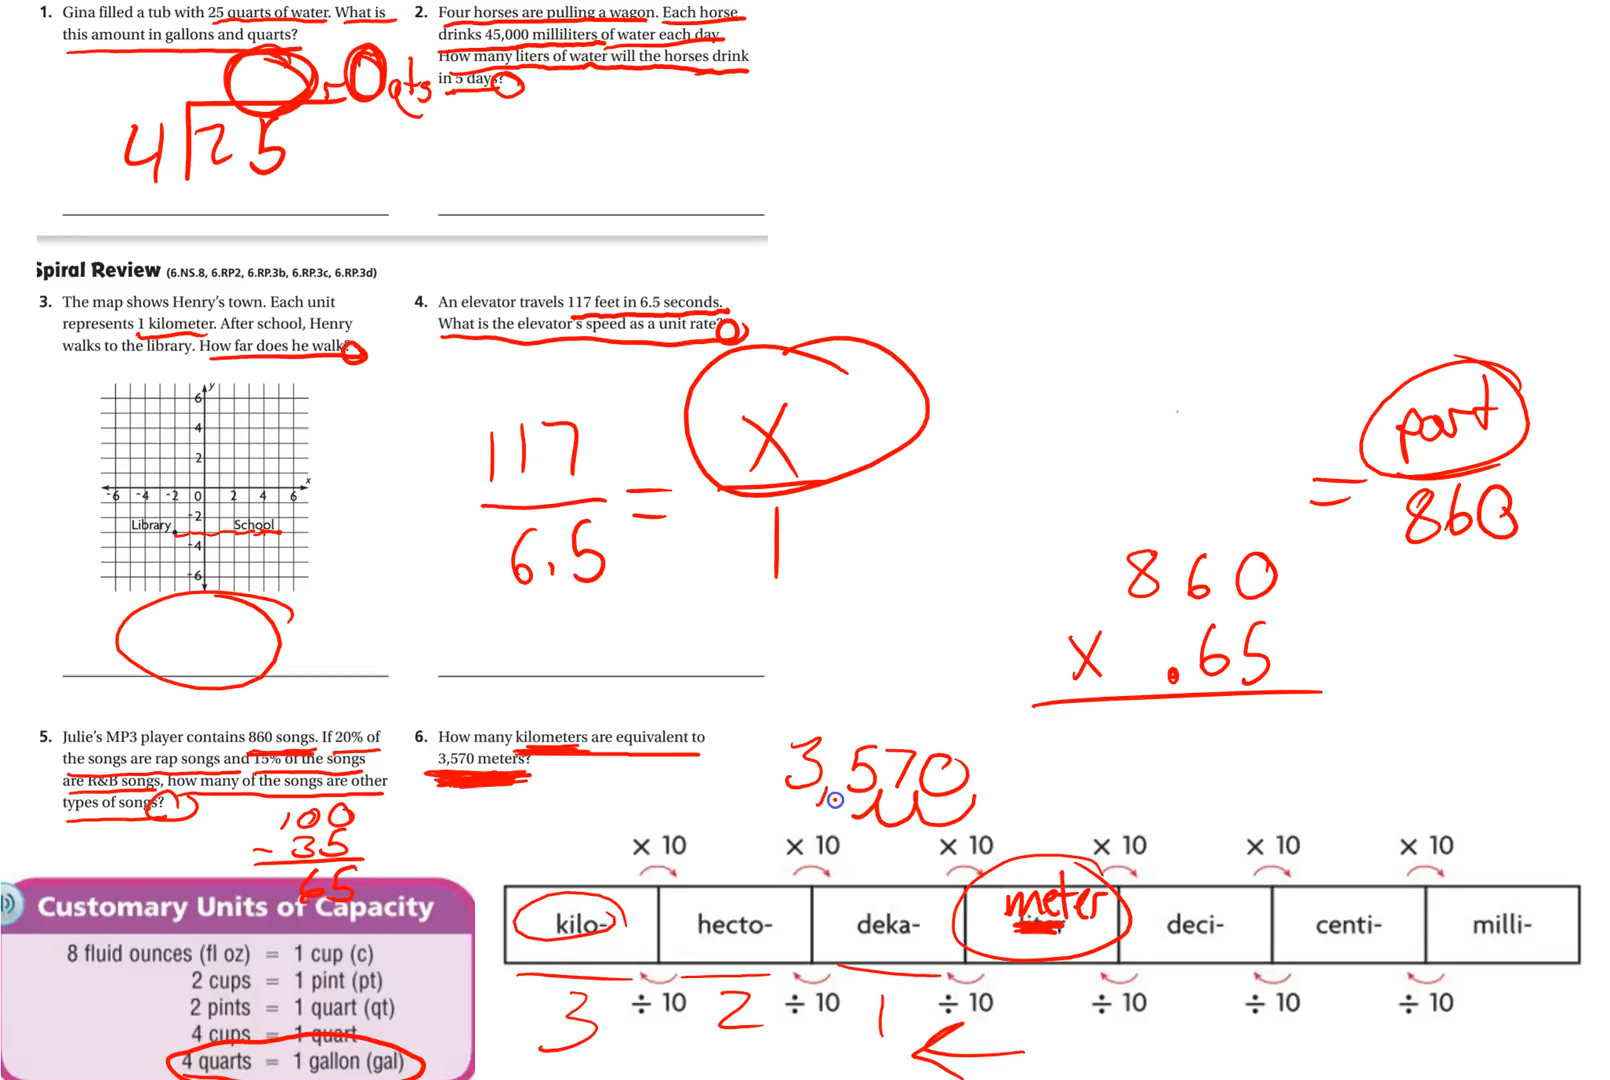 1. Gina filled a tub with 25 quarts of water. What is
this amount in gallons and quarts?
qts
4 25
2. Four horses are pulling a wagon. Each horse
drinks 45,000 milliliters of water each day.
How many liters of water will the horses drink
in 5 days?
Spiral Review (6.NS.8, 6.RP2, 6.RP.3b, 6.RP.3c, 6.RP.3d)
3. The map shows Henry's town. Each unit
represents 1 kilometer. After school, Henry
walks to the library. How far does he walk?
y
6
4
2
x
-6 -4 -2 0 2 4 6
-2
Library School
-4
-6
4. An elevator travels 117 feet in 6.5 seconds.
What is the elevator's speed as a unit rate?
117 = x
6.5 1
= part
860
860
x .65
5. Julie's MP3 player contains 860 songs. If 20% of
the songs are rap songs and 15% of the songs
are R&B songs, how many of the songs are other
types of songs?
100
- 35
65
6. How many kilometers are equivalent to
3,570 meters?
3,570
× 10 × 10 × 10 × 10 × 10 × 10
kilo- hecto- deka- meter deci- centi- milli-
÷ 10 ÷ 10 ÷ 10 ÷ 10 ÷ 10 ÷ 10
3 2 1
Customary Units of Capacity
8 fluid ounces (fl oz) = 1 cup (c)
2 cups = 1 pint (pt)
2 pints = 1 quart (qt)
4 cups = 1 quart
4 quarts = 1 gallon (gal)